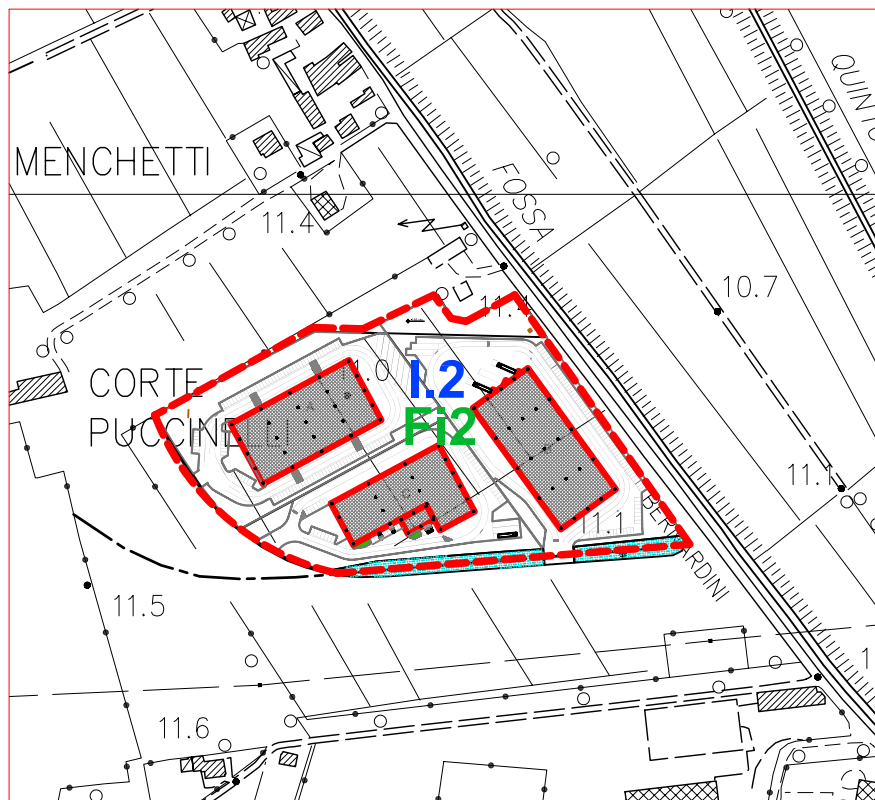 QUINTO
MENCHETTI
FOSSA
11.4
10.7
11.4
11.0
I.2
CORTE
PUCCINELLI
Fi2
11.1
11.1
BERNARDINI
11.5
11.6